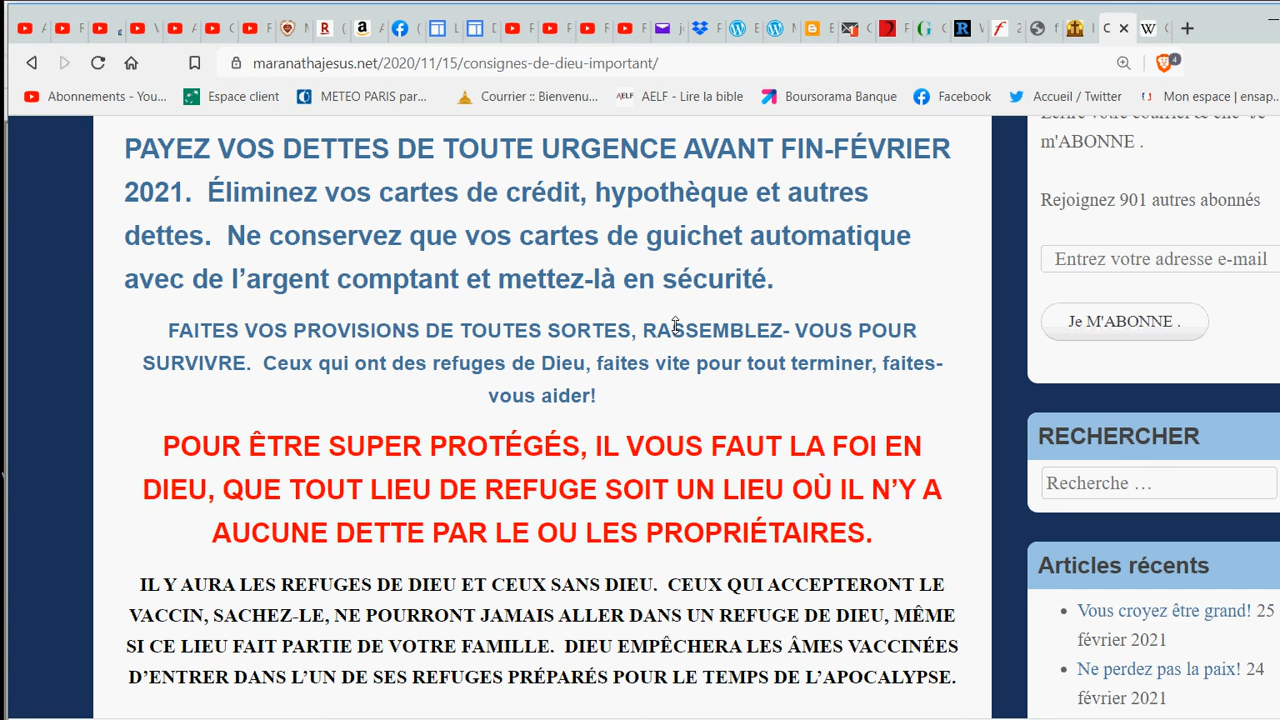 maranathajesus.net/2020/11/15/consignes-de-dieu-important/
4
Abonnements - You...
Espace client
METEO PARIS par...
Courrier :: Bienvenu...
AELF
AELF - Lire la bible
Boursorama Banque
Facebook
Accueil / Twitter
Mon espace | ensap...
PAYEZ VOS DETTES DE TOUTE URGENCE AVANT FIN-FÉVRIER
2021.  Éliminez vos cartes de crédit, hypothèque et autres
dettes.  Ne conservez que vos cartes de guichet automatique
avec de l’argent comptant et mettez-là en sécurité.
FAITES VOS PROVISIONS DE TOUTES SORTES, RASSEMBLEZ- VOUS POUR
SURVIVRE.  Ceux qui ont des refuges de Dieu, faites vite pour tout terminer, faites-
vous aider!
POUR ÊTRE SUPER PROTÉGÉS, IL VOUS FAUT LA FOI EN
DIEU, QUE TOUT LIEU DE REFUGE SOIT UN LIEU OÙ IL N’Y A
AUCUNE DETTE PAR LE OU LES PROPRIÉTAIRES.
IL Y AURA LES REFUGES DE DIEU ET CEUX SANS DIEU.  CEUX QUI ACCEPTERONT LE
VACCIN, SACHEZ-LE, NE POURRONT JAMAIS ALLER DANS UN REFUGE DE DIEU, MÊME
SI CE LIEU FAIT PARTIE DE VOTRE FAMILLE.  DIEU EMPÊCHERA LES ÂMES VACCINÉES
D’ENTRER DANS L’UN DE SES REFUGES PRÉPARÉS POUR LE TEMPS DE L’APOCALYPSE.
m'ABONNE .
Rejoignez 901 autres abonnés
Entrez votre adresse e-mail
Je M'ABONNE .
RECHERCHER
Recherche …
Articles récents
Vous croyez être grand! 25
février 2021
Ne perdez pas la paix! 24
février 2021